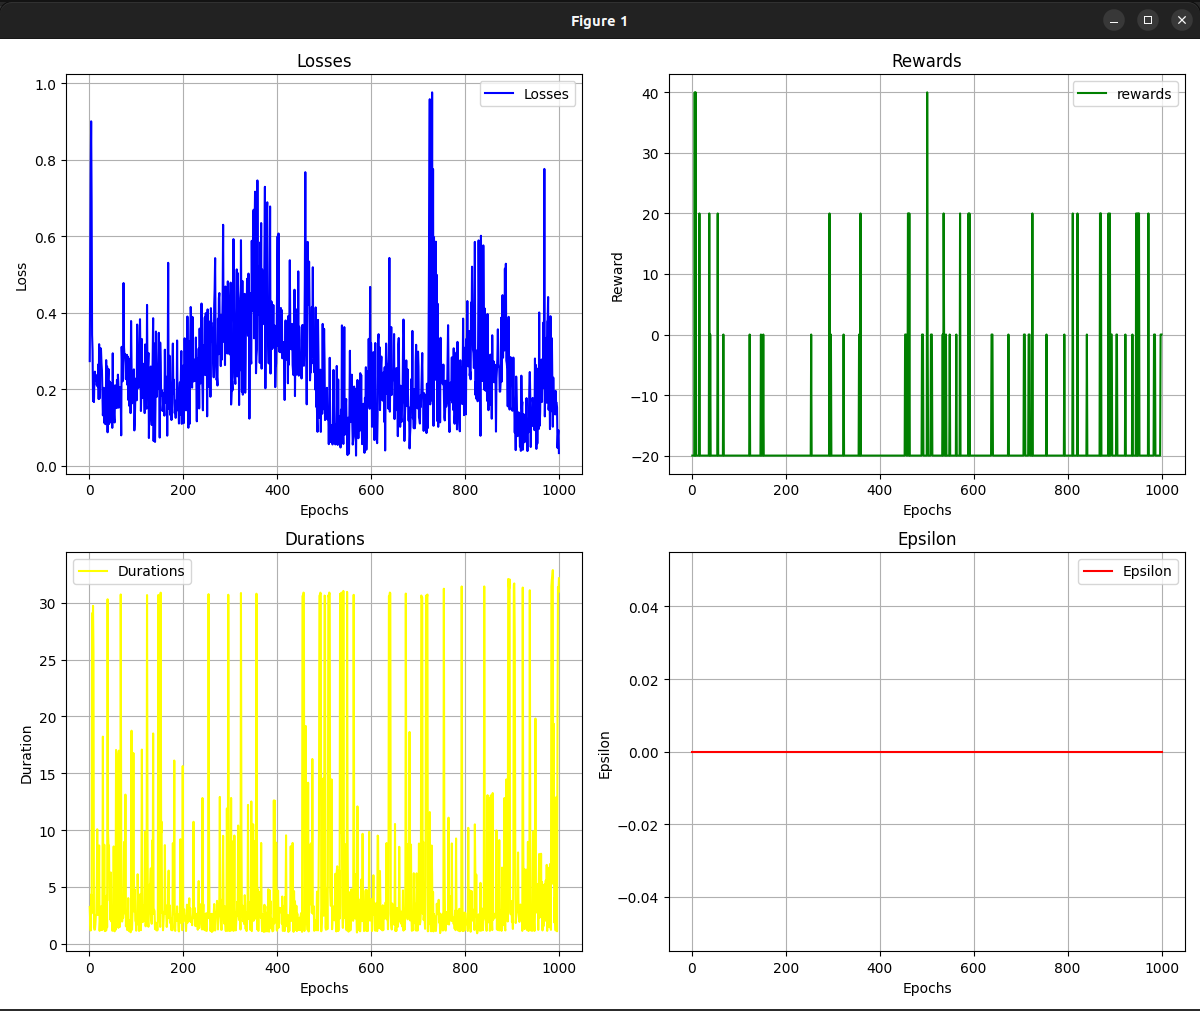 Figure 1
Losses
Losses
1.0
0.8
0.6
0.4
0.2
0.0
Loss
0 200 400 600 800 1000
Epochs
Rewards
rewards
40
30
20
10
0
−10
−20
Reward
0 200 400 600 800 1000
Epochs
Durations
Durations
30
25
20
15
10
5
0
Duration
0 200 400 600 800 1000
Epochs
Epsilon
Epsilon
0.04
0.02
0.00
−0.02
−0.04
Epsilon
0 200 400 600 800 1000
Epochs